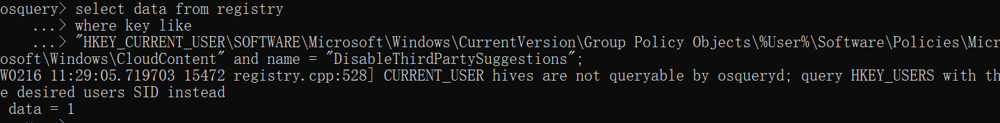 osquery> select data from registry
    ...> where key like
    ...> "HKEY_CURRENT_USER\SOFTWARE\Microsoft\Windows\CurrentVersion\Group Policy Objects\%User%\Software\Policies\Micr
osoft\Windows\CloudContent" and name = "DisableThirdPartySuggestions";
W0216 11:29:05.719703 15472 registry.cpp:528] CURRENT_USER hives are not queryable by osqueryd; query HKEY_USERS with th
e desired users SID instead
 data = 1